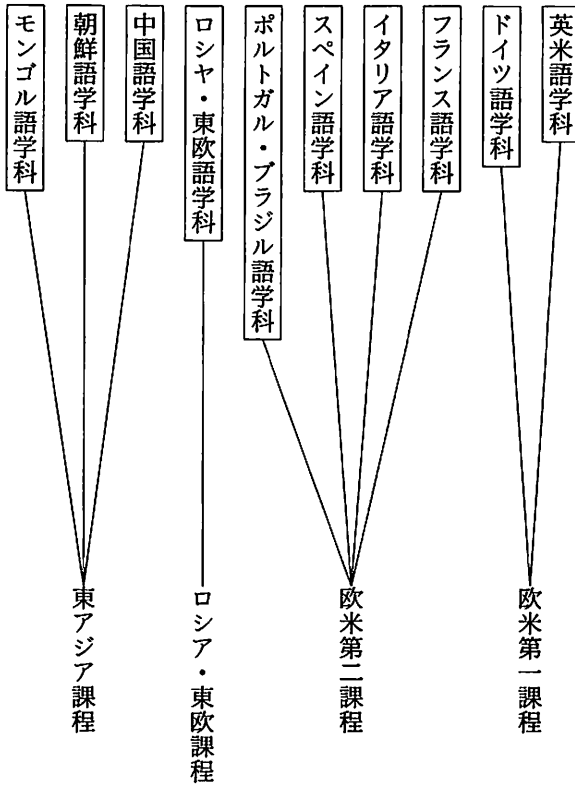 英米語学科
ドイツ語学科
フランス語学科
イタリア語学科
スペイン語学科
ポルトガル・ブラジル語学科
ロシヤ・東欧語学科
中国語学科
朝鮮語学科
モンゴル語学科
欧米第一課程
欧米第二課程
ロシア・東欧課程
東アジア課程